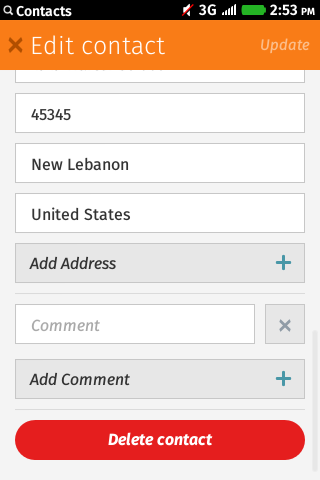 Contacts
3G
2:53 PM
Edit contact
Update
45345
New Lebanon
United States
Add Address
Comment
Add Comment
Delete contact